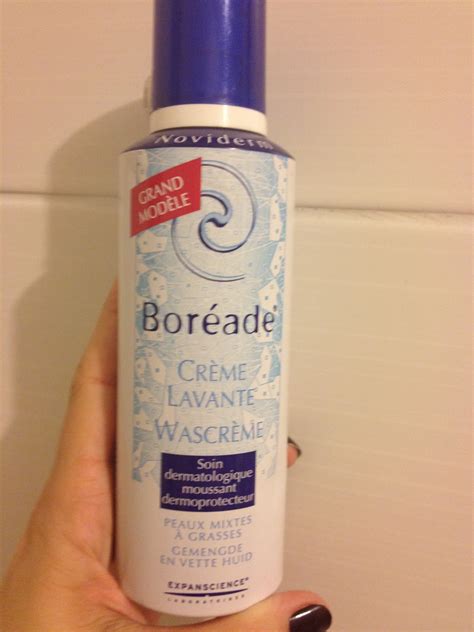 Noviderm
GRAND
MODÈLE
Boréade®
CRÈME
LAVANTE
WASCRÈME
Soin
dermatologique
moussant
dermoprotecteur
PEAUX MIXTES
À GRASSES
GEMENGDE
EN VETTE HUID
EXPANSCIENCE®
LABORATOIRES